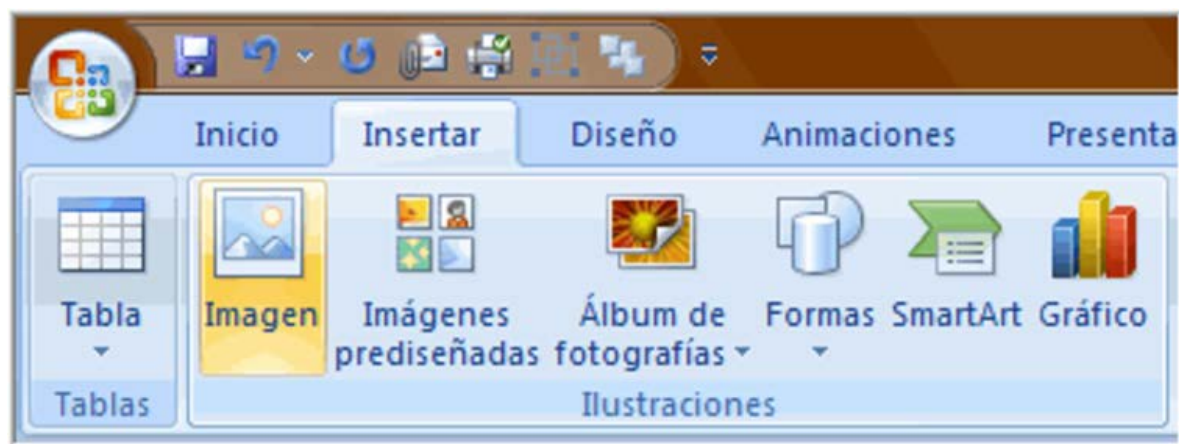 Inicio Insertar Diseño Animaciones Presenta
Tabla Imagen Imágenes Álbum de Formas SmartArt Gráfico
prediseñadas fotografías
Tablas Ilustraciones